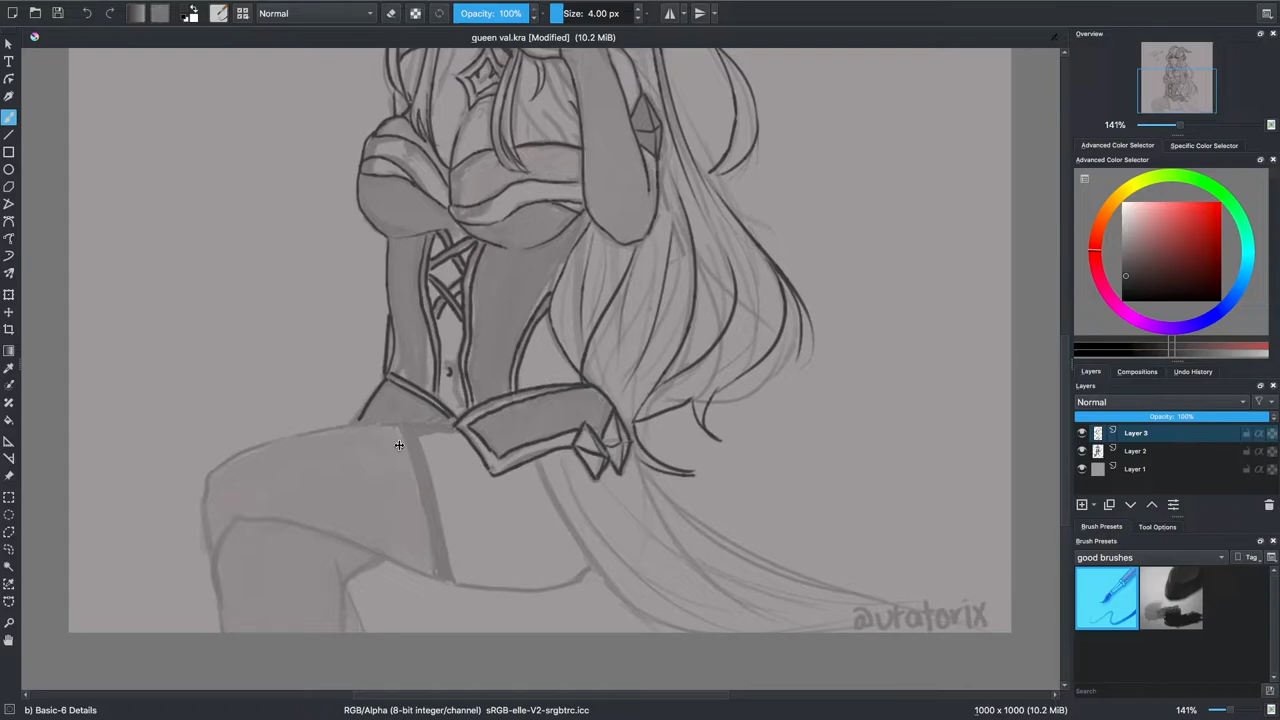 Normal
Opacity: 100%
Size: 4.00 px
queen val.kra [Modified] (10.2 MiB)
Overview
141%
Advanced Color Selector
Specific Color Selector
Advanced Color Selector
Layers
Compositions
Undo History
Layers
Normal
Opacity: 100%
Layer 3
Layer 2
Layer 1
Brush Presets
Tool Options
Brush Presets
good brushes
Tag
Search
@uratorix
b) Basic-6 Details
RGB/Alpha (8-bit integer/channel) sRGB-elle-V2-srgbtrc.icc
1000 x 1000 (10.2 MiB)
141%